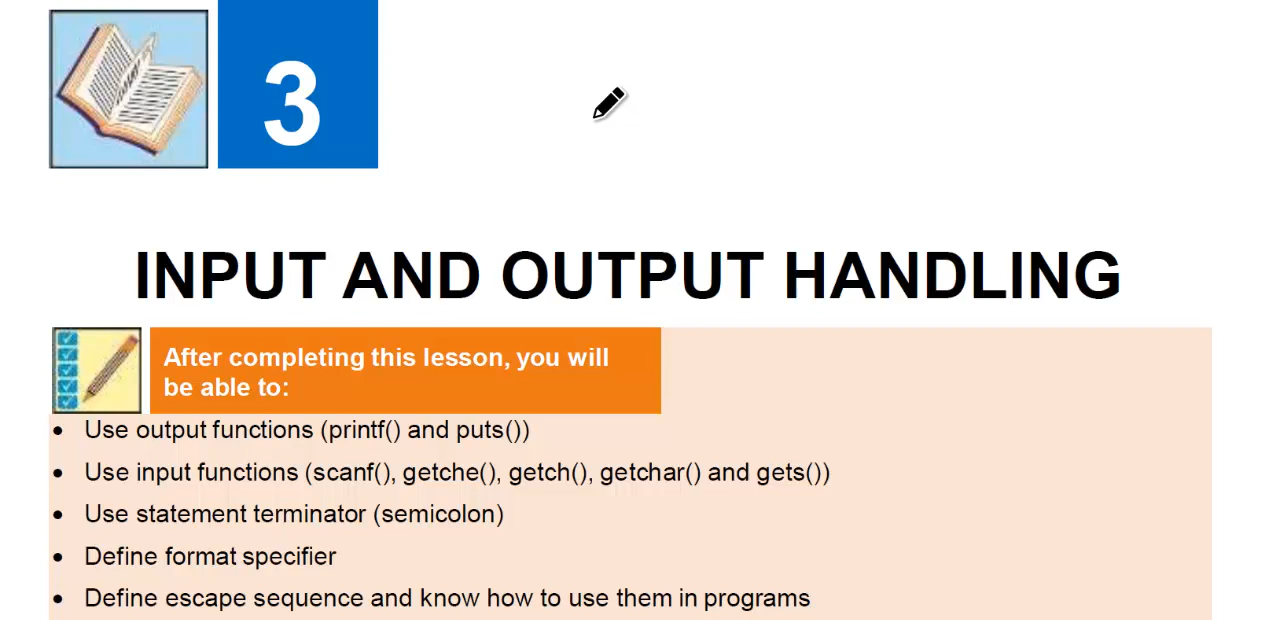 3
INPUT AND OUTPUT HANDLING
After completing this lesson, you will
be able to:
• Use output functions (printf() and puts())
• Use input functions (scanf(), getche(), getch(), getchar() and gets())
• Use statement terminator (semicolon)
• Define format specifier
• Define escape sequence and know how to use them in programs